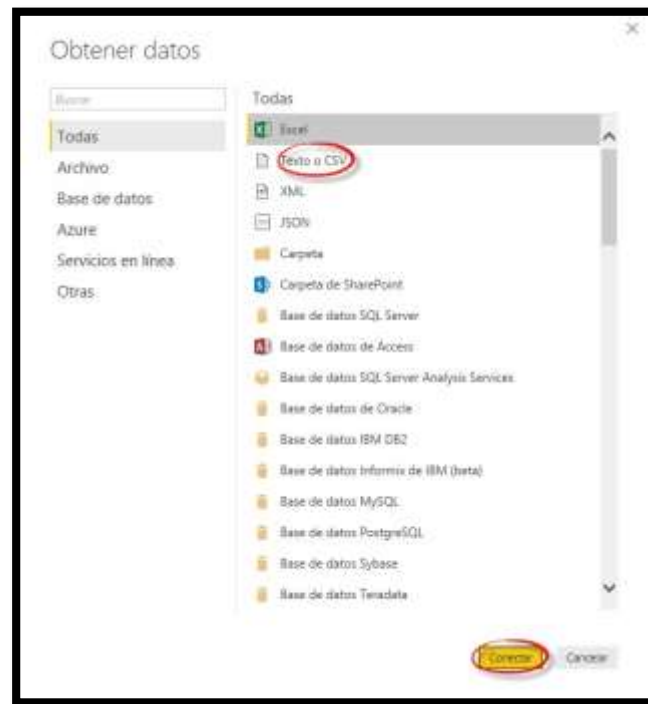 Obtener datos
Buscar
Todas
Archivo
Base de datos
Azure
Servicios en línea
Otras
Todas
Excel
Texto o CSV
XML
JSON
Carpeta
Carpeta de SharePoint
Base de datos SQL Server
Base de datos de Access
Base de datos SQL Server Analysis Services
Base de datos de Oracle
Base de datos IBM DB2
Base de datos Informix de IBM (beta)
Base de datos MySQL
Base de datos PostgreSQL
Base de datos Sybase
Base de datos Teradata
Conectar
Cancelar